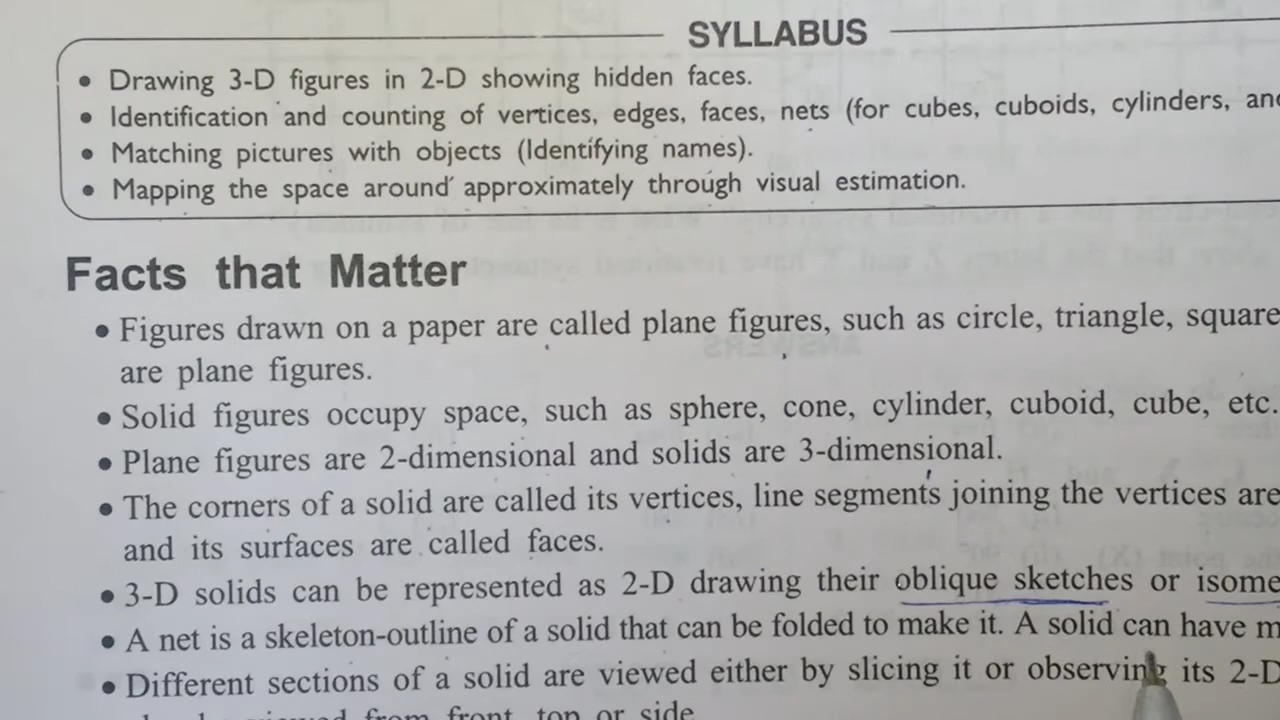 SYLLABUS
• Drawing 3-D figures in 2-D showing hidden faces.
• Identification and counting of vertices, edges, faces, nets (for cubes, cuboids, cylinders, and
• Matching pictures with objects (Identifying names).
• Mapping the space around approximately through visual estimation.
Facts that Matter
• Figures drawn on a paper are called plane figures, such as circle, triangle, square
are plane figures.
• Solid figures occupy space, such as sphere, cone, cylinder, cuboid, cube, etc.
• Plane figures are 2-dimensional and solids are 3-dimensional.
• The corners of a solid are called its vertices, line segments joining the vertices are
and its surfaces are called faces.
• 3-D solids can be represented as 2-D drawing their oblique sketches or isome
• A net is a skeleton-outline of a solid that can be folded to make it. A solid can have m
• Different sections of a solid are viewed either by slicing it or observing its 2-D
viewed from front, top or side